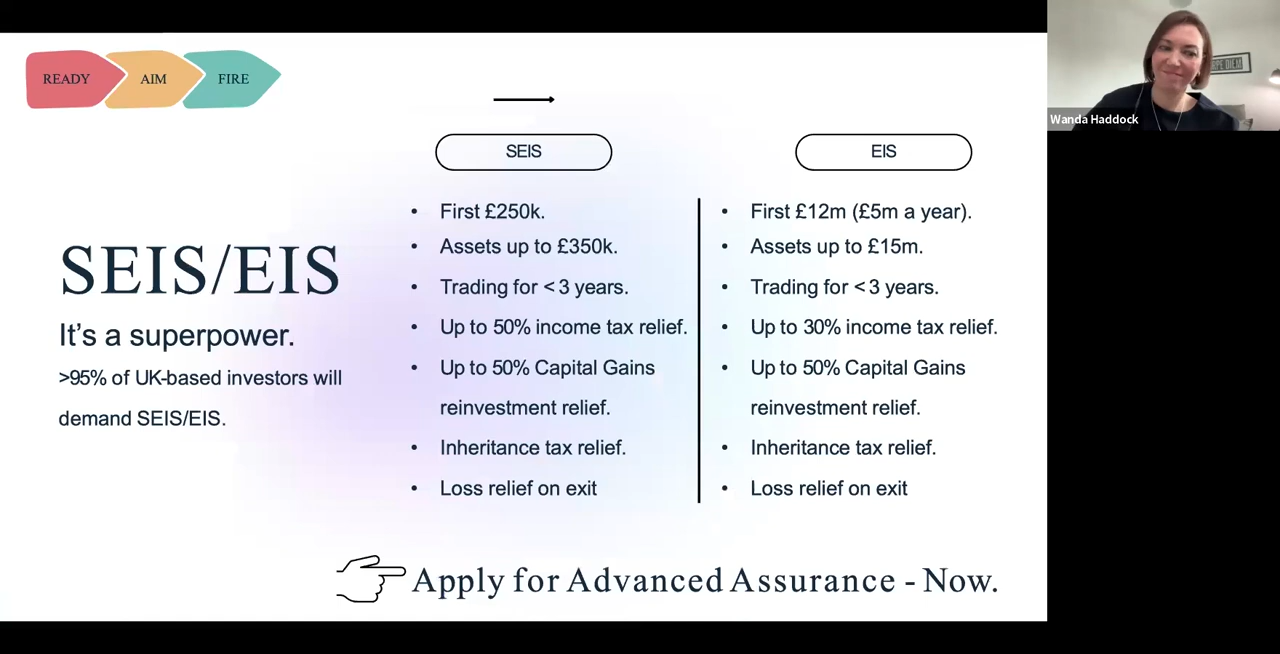 READY AIM FIRE
SEIS/EIS
It's a superpower.
>95% of UK-based investors will
demand SEIS/EIS.
SEIS
• First £250k.
• Assets up to £350k.
• Trading for < 3 years.
• Up to 50% income tax relief.
• Up to 50% Capital Gains
reinvestment relief.
• Inheritance tax relief.
• Loss relief on exit
EIS
• First £12m (£5m a year).
• Assets up to £15m.
• Trading for < 3 years.
• Up to 30% income tax relief.
• Up to 50% Capital Gains
reinvestment relief.
• Inheritance tax relief.
• Loss relief on exit
Apply for Advanced Assurance - Now.
Wanda Haddock